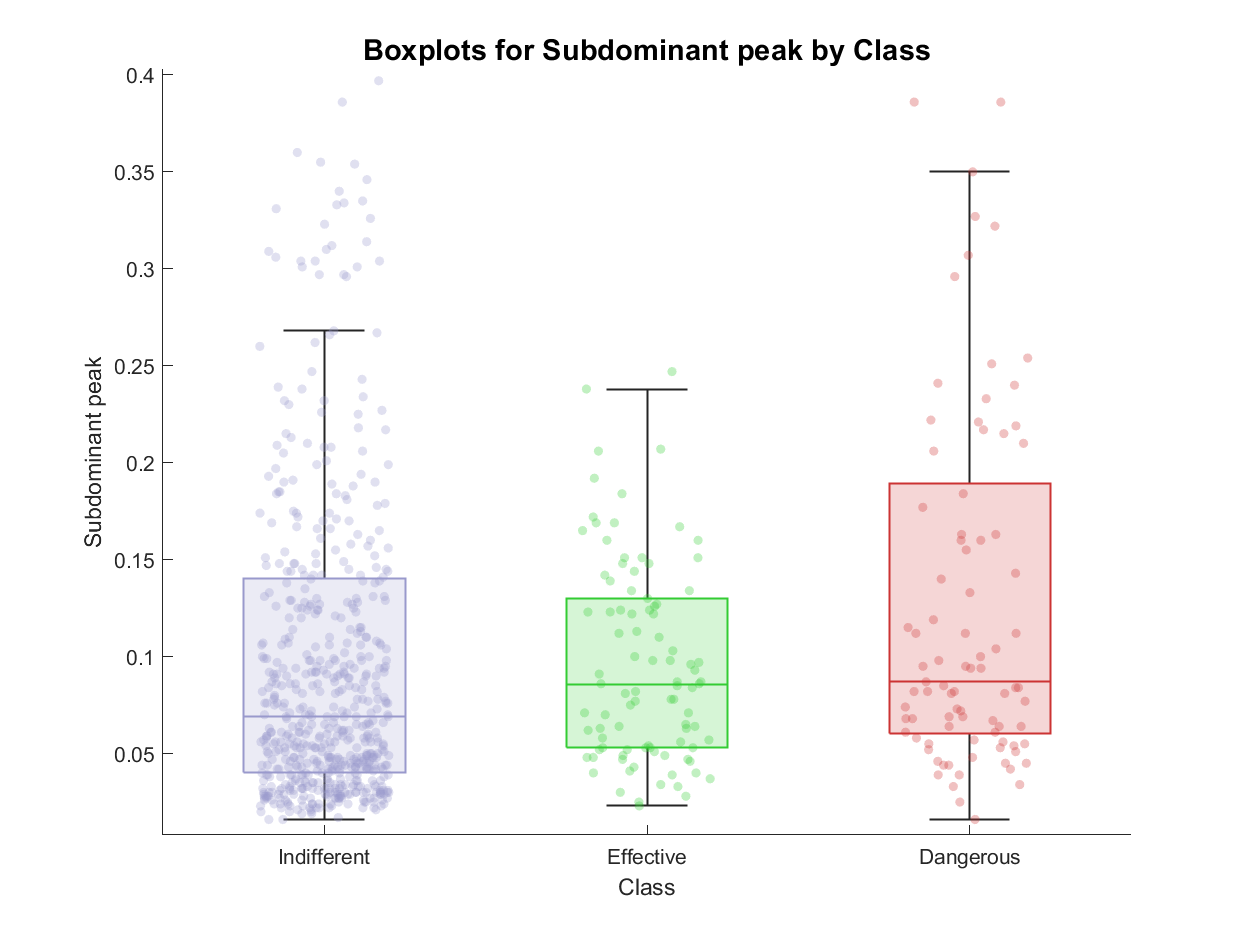 Boxplots for Subdominant peak by Class
0.4
0.35
0.3
0.25
0.2
0.15
0.1
0.05
Subdominant peak
Indifferent
Effective
Dangerous
Class